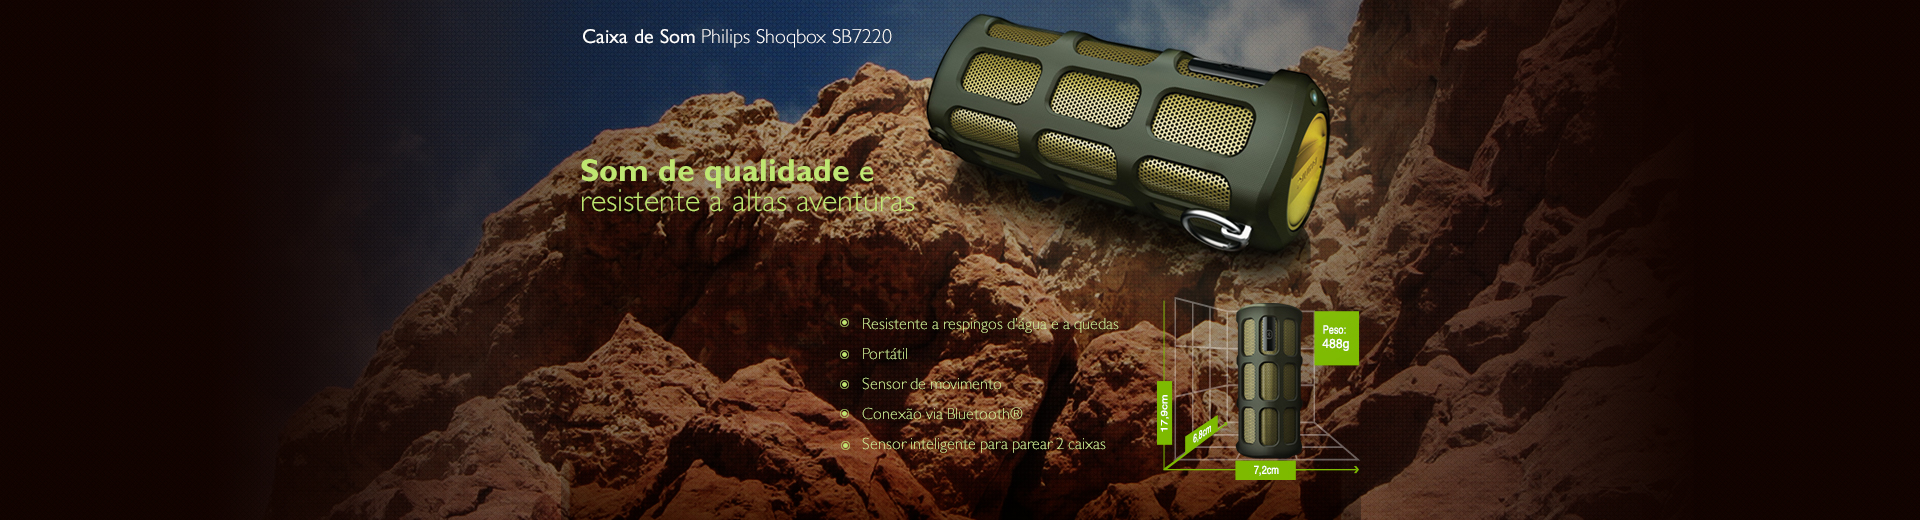 Caixa de Som Philips Shoqbox SB7220
Som de qualidade e
resistente a altas aventuras
Resistente a respingos d'água e a quedas
Portátil
Sensor de movimento
Conexão via Bluetooth®
Sensor inteligente para parear 2 caixas
Peso:
488g
17,9cm
6,8cm
7,2cm